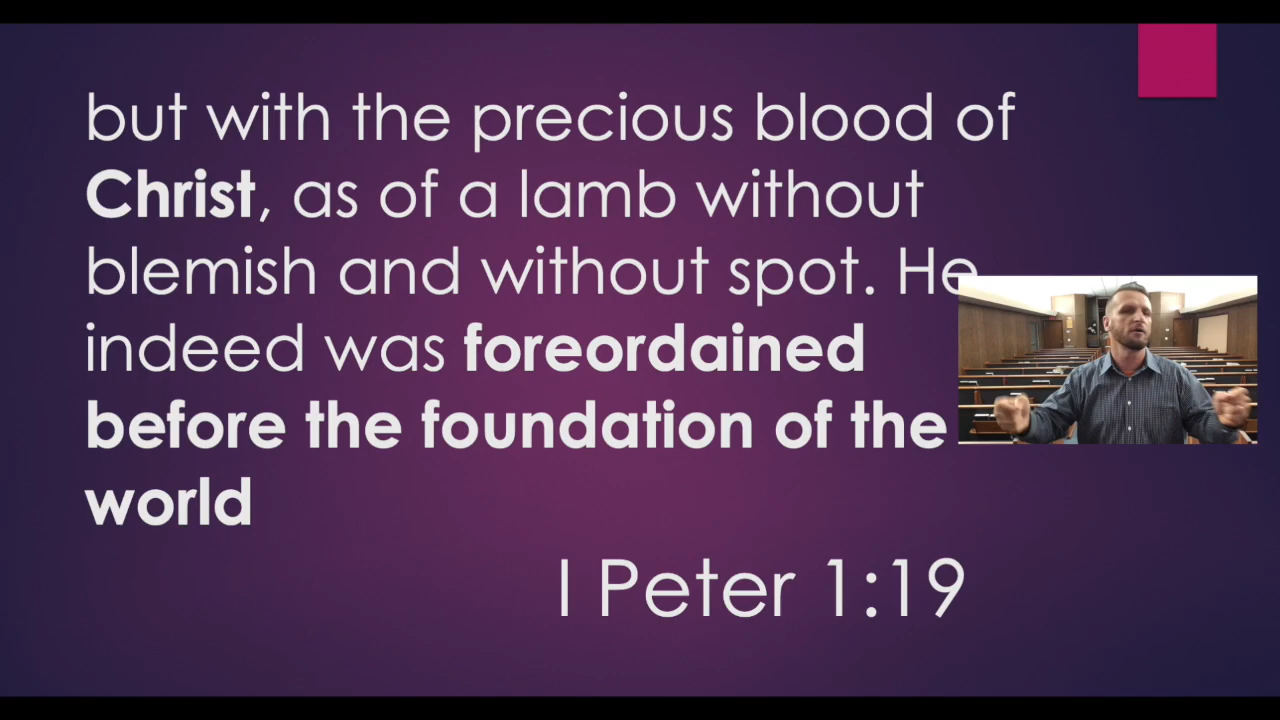 but with the precious blood of
Christ, as of a lamb without
blemish and without spot. He
indeed was foreordained
before the foundation of the
world
I Peter 1:19